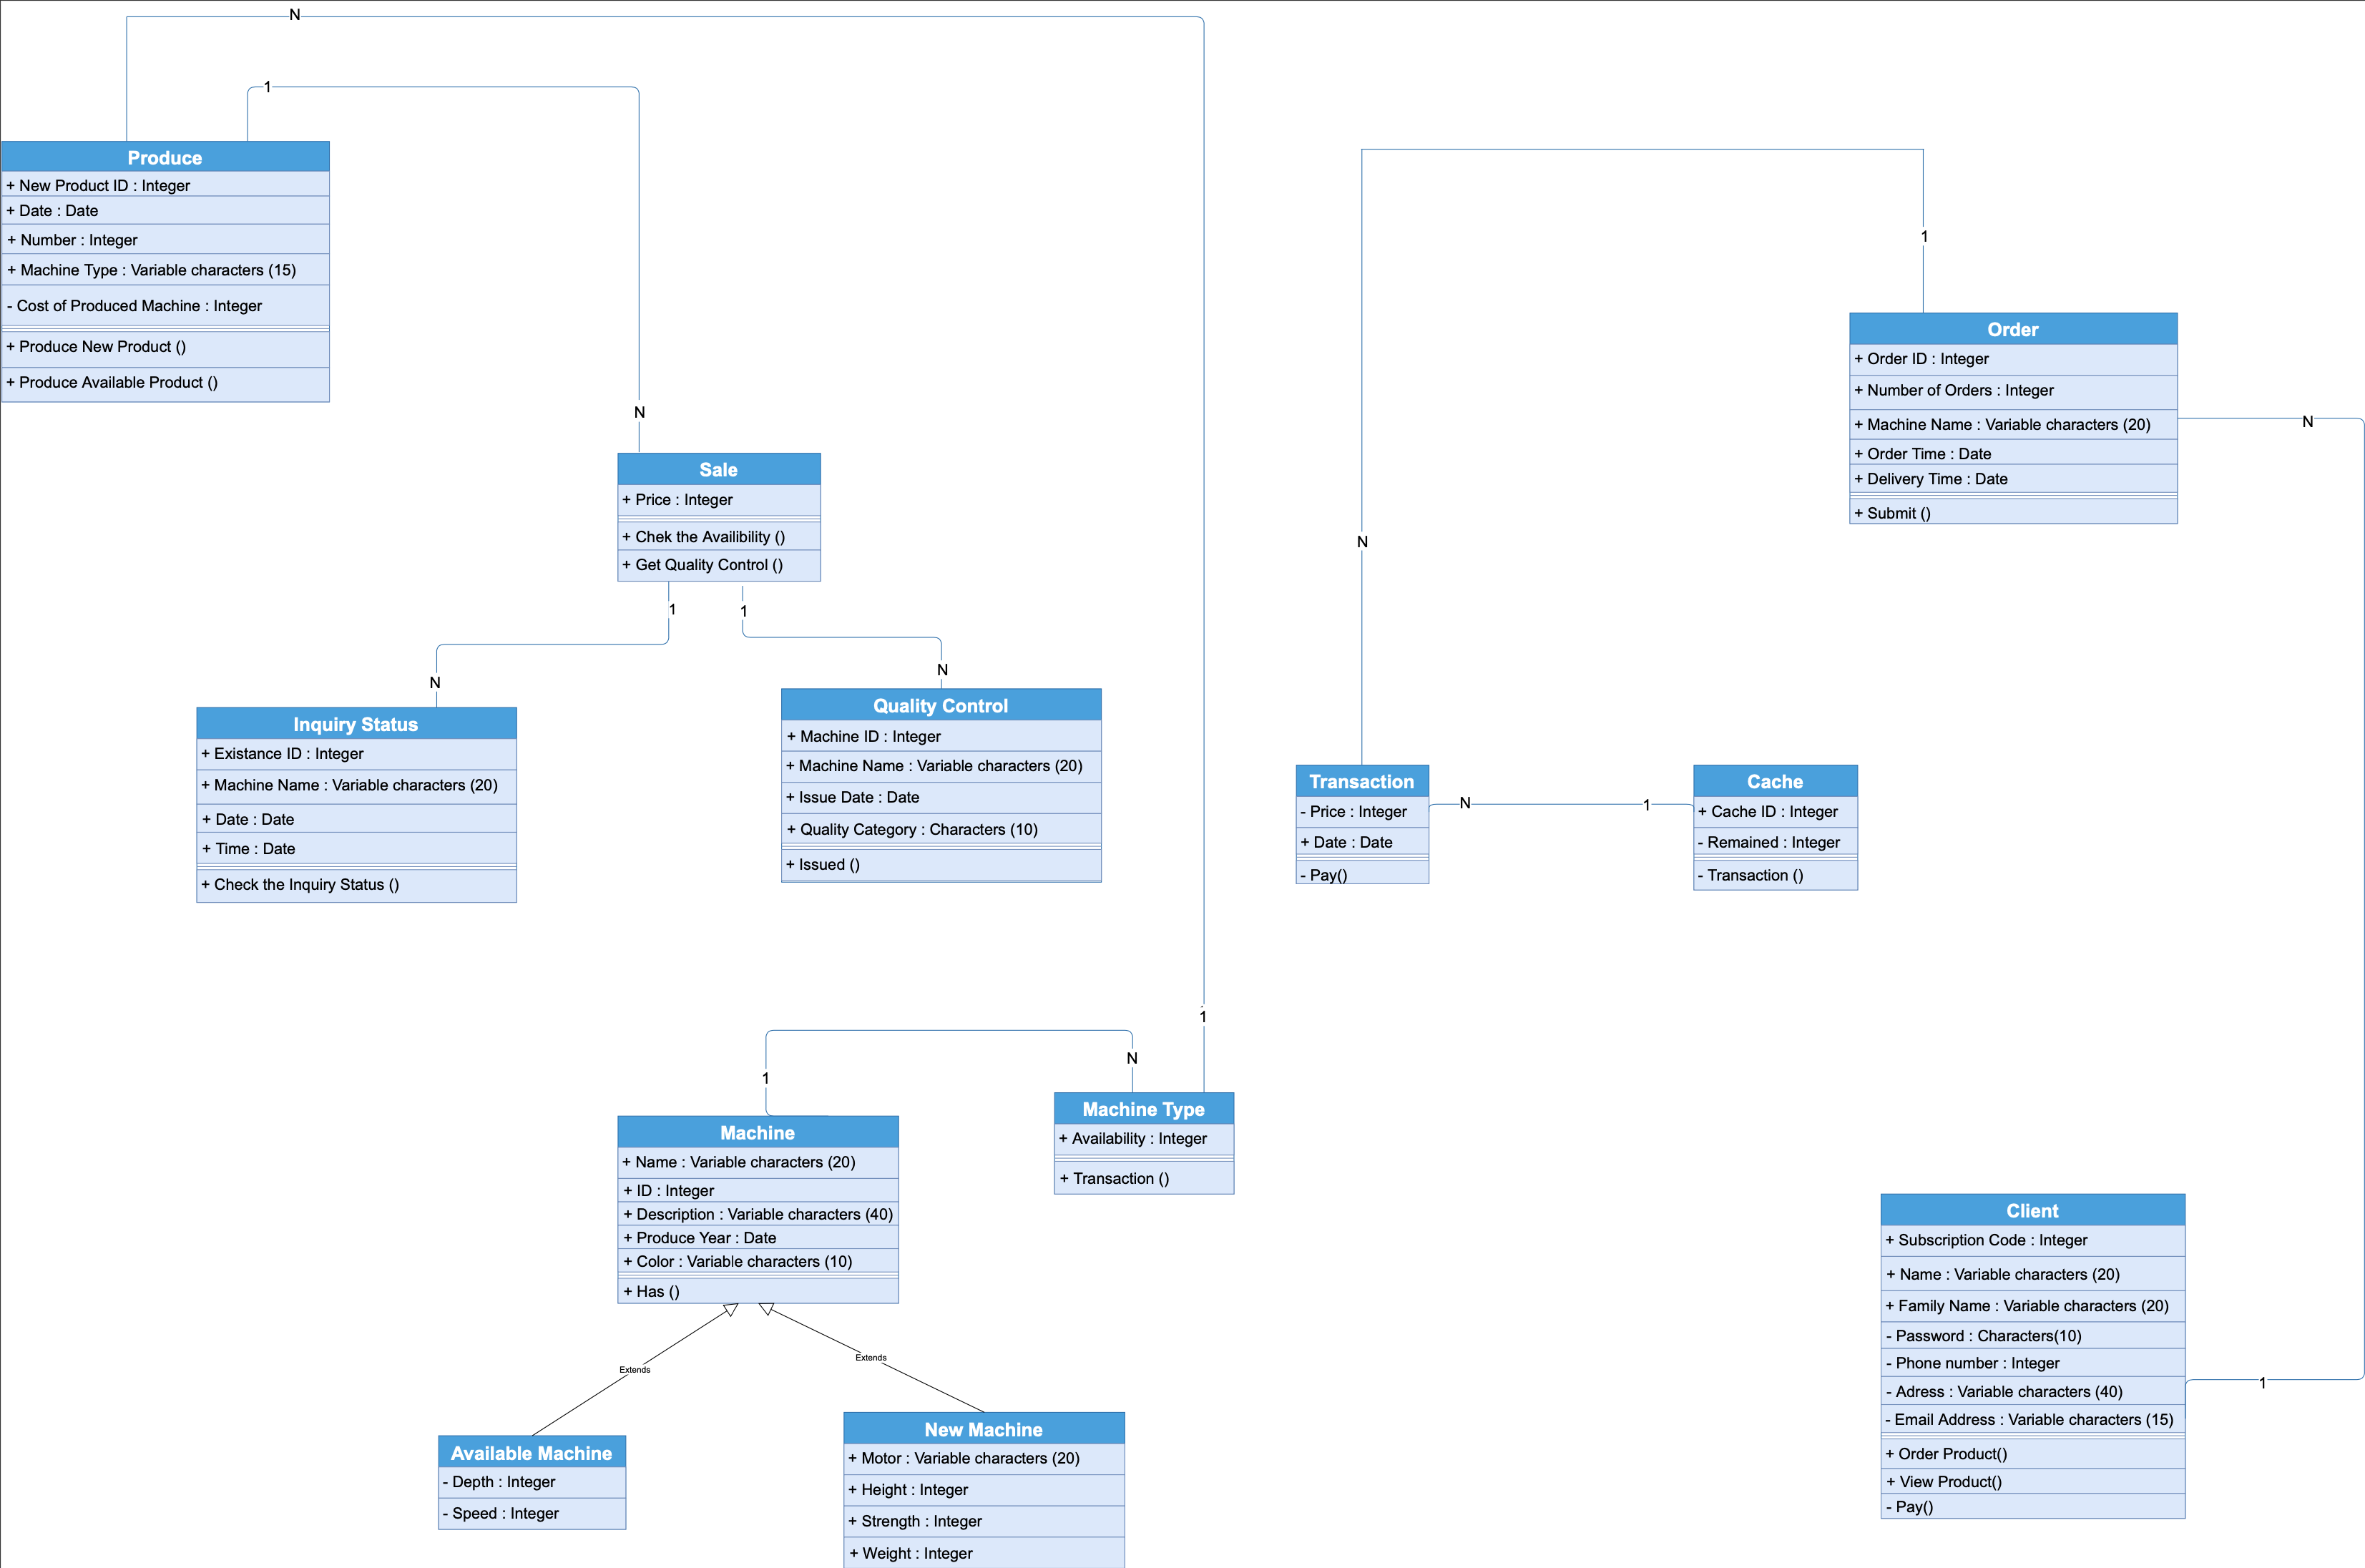 N
1
Produce
+ New Product ID : Integer
+ Date : Date
+ Number : Integer
+ Machine Type : Variable characters (15)
- Cost of Produced Machine : Integer
+ Produce New Product ()
+ Produce Available Product ()
N
Sale
+ Price : Integer
+ Chek the Availibility ()
+ Get Quality Control ()
1
1
N
N
Inquiry Status
+ Existance ID : Integer
+ Machine Name : Variable characters (20)
+ Date : Date
+ Time : Date
+ Check the Inquiry Status ()
Quality Control
+ Machine ID : Integer
+ Machine Name : Variable characters (20)
+ Issue Date : Date
+ Quality Category : Characters (10)
+ Issued ()
1
Order
+ Order ID : Integer
+ Number of Orders : Integer
+ Machine Name : Variable characters (20)
+ Order Time : Date
+ Delivery Time : Date
+ Submit ()
N
N
Transaction
- Price : Integer
+ Date : Date
- Pay()
N
1
Cache
+ Cache ID : Integer
- Remained : Integer
- Transaction ()
1
N
1
Machine Type
+ Availability : Integer
+ Transaction ()
Machine
+ Name : Variable characters (20)
+ ID : Integer
+ Description : Variable characters (40)
+ Produce Year : Date
+ Color : Variable characters (10)
+ Has ()
Extends
Extends
Available Machine
- Depth : Integer
- Speed : Integer
New Machine
+ Motor : Variable characters (20)
+ Height : Integer
+ Strength : Integer
+ Weight : Integer
Client
+ Subscription Code : Integer
+ Name : Variable characters (20)
+ Family Name : Variable characters (20)
- Password : Characters(10)
- Phone number : Integer
- Adress : Variable characters (40)
- Email Address : Variable characters (15)
+ Order Product()
+ View Product()
- Pay()
1